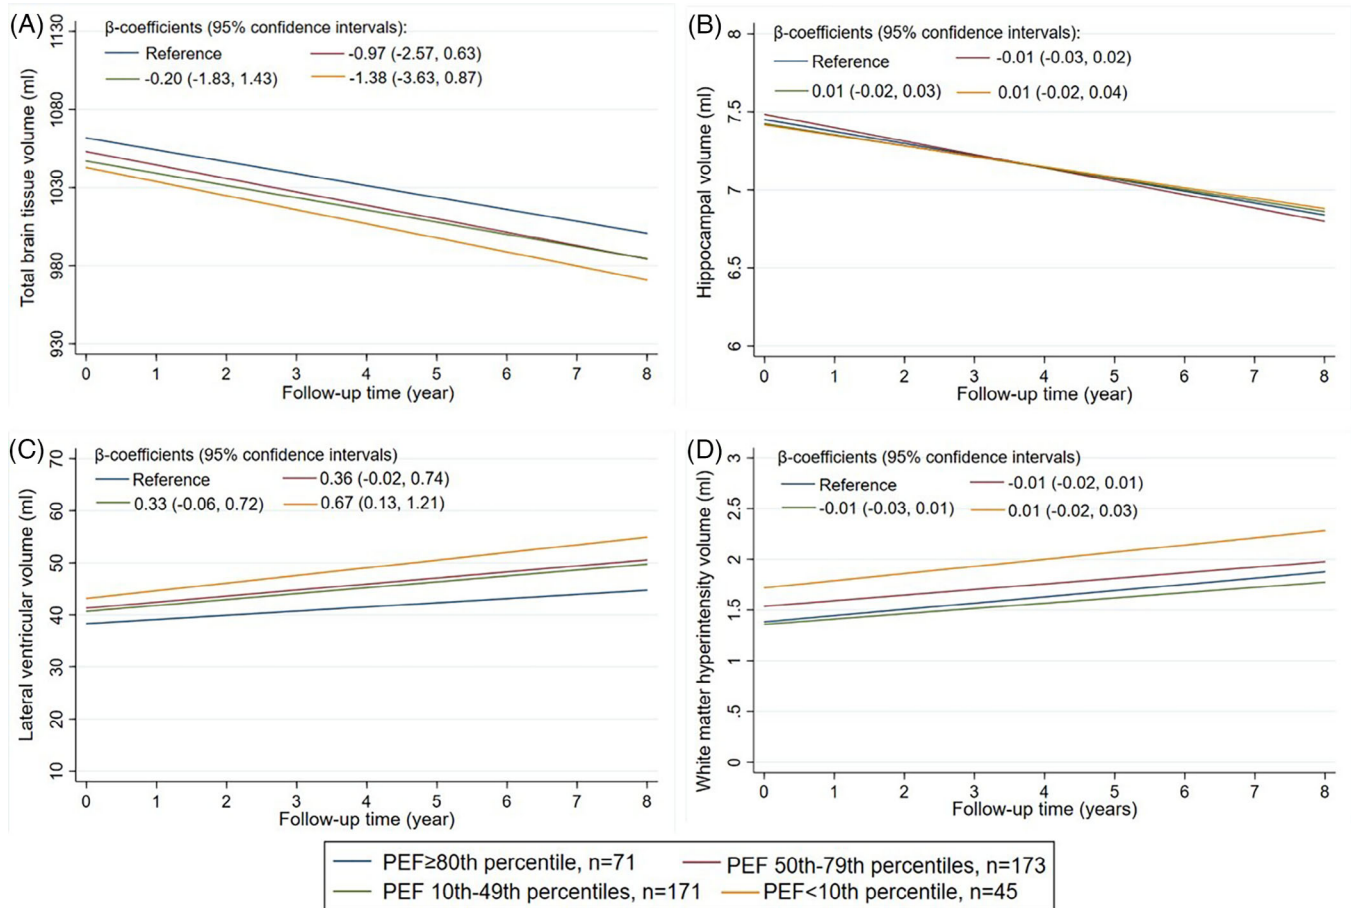 (A)
β-coefficients (95% confidence intervals):
Reference
-0.97 (-2.57, 0.63)
-0.20 (-1.83, 1.43)
-1.38 (-3.63, 0.87)
Total brain tissue volume (ml)
1130
1080
1030
980
930
0 1 2 3 4 5 6 7 8
Follow-up time (year)
(B)
β-coefficients (95% confidence intervals):
Reference
-0.01 (-0.03, 0.02)
0.01 (-0.02, 0.03)
0.01 (-0.02, 0.04)
Hippocampal volume (ml)
8
7.5
7
6.5
6
0 1 2 3 4 5 6 7 8
Follow-up time (year)
(C)
β-coefficients (95% confidence intervals)
Reference
0.36 (-0.02, 0.74)
0.33 (-0.06, 0.72)
0.67 (0.13, 1.21)
Lateral ventricular volume (ml)
70
60
50
40
30
20
10
0 1 2 3 4 5 6 7 8
Follow-up time (year)
(D)
β-coefficients (95% confidence intervals)
Reference
-0.01 (-0.02, 0.01)
-0.01 (-0.03, 0.01)
0.01 (-0.02, 0.03)
White matter hyperintensity volume (ml)
3
2.5
2
1.5
1
.5
0
0 1 2 3 4 5 6 7 8
Follow-up time (years)
PEF≥80th percentile, n=71
PEF 50th-79th percentiles, n=173
PEF 10th-49th percentiles, n=171
PEF<10th percentile, n=45